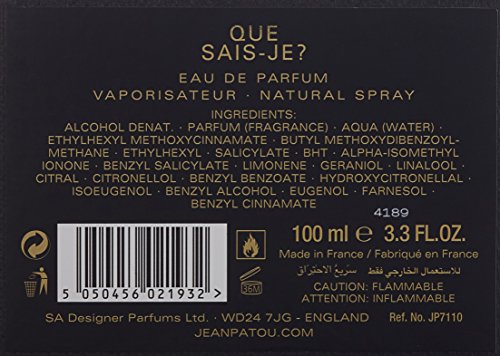 QUE
SAIS-JE?
EAU DE PARFUM
VAPORISATEUR · NATURAL SPRAY
INGREDIENTS:
ALCOHOL DENAT. · PARFUM (FRAGRANCE) · AQUA (WATER) ·
ETHYLHEXYL METHOXYCINNAMATE · BUTYL METHOXYDIBENZOYL-
METHANE · ETHYLHEXYL · SALICYLATE · BHT · ALPHA-ISOMETHYL
IONONE · BENZYL SALICYLATE · LIMONENE · GERANIOL · LINALOOL ·
CITRAL · CITRONELLOL · BENZYL BENZOATE · HYDROXYCITRONELLAL ·
ISOEUGENOL · BENZYL ALCOHOL · EUGENOL · FARNESOL ·
BENZYL CINNAMATE
4189
100 ml e 3.3 FL.OZ.
Made in France / Fabriqué en France
سريع الاحتراق للاستعمال الخارجي فقط
CAUTION: FLAMMABLE
ATTENTION: INFLAMMABLE
36M
5 050456 021932
SA Designer Parfums Ltd. - WD24 7JG - ENGLAND
Ref. No. JP7110
JEANPATOU.COM